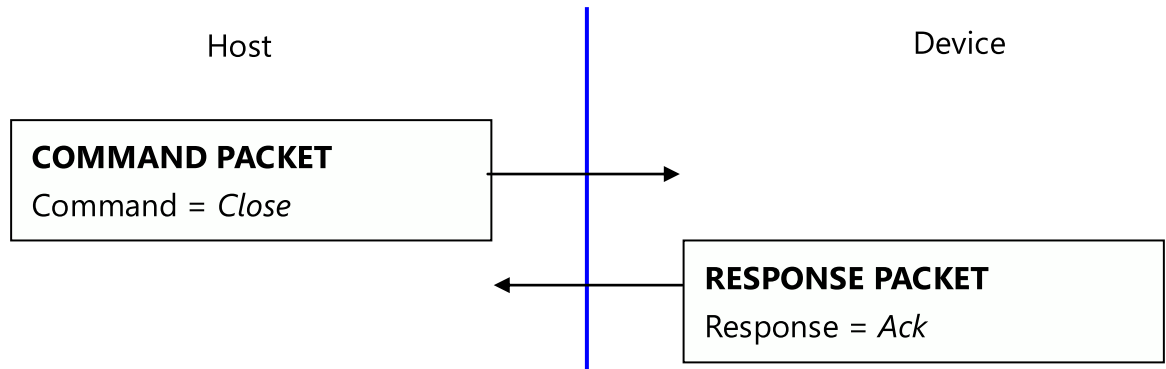 Host
Device
COMMAND PACKET
Command = Close
RESPONSE PACKET
Response = Ack